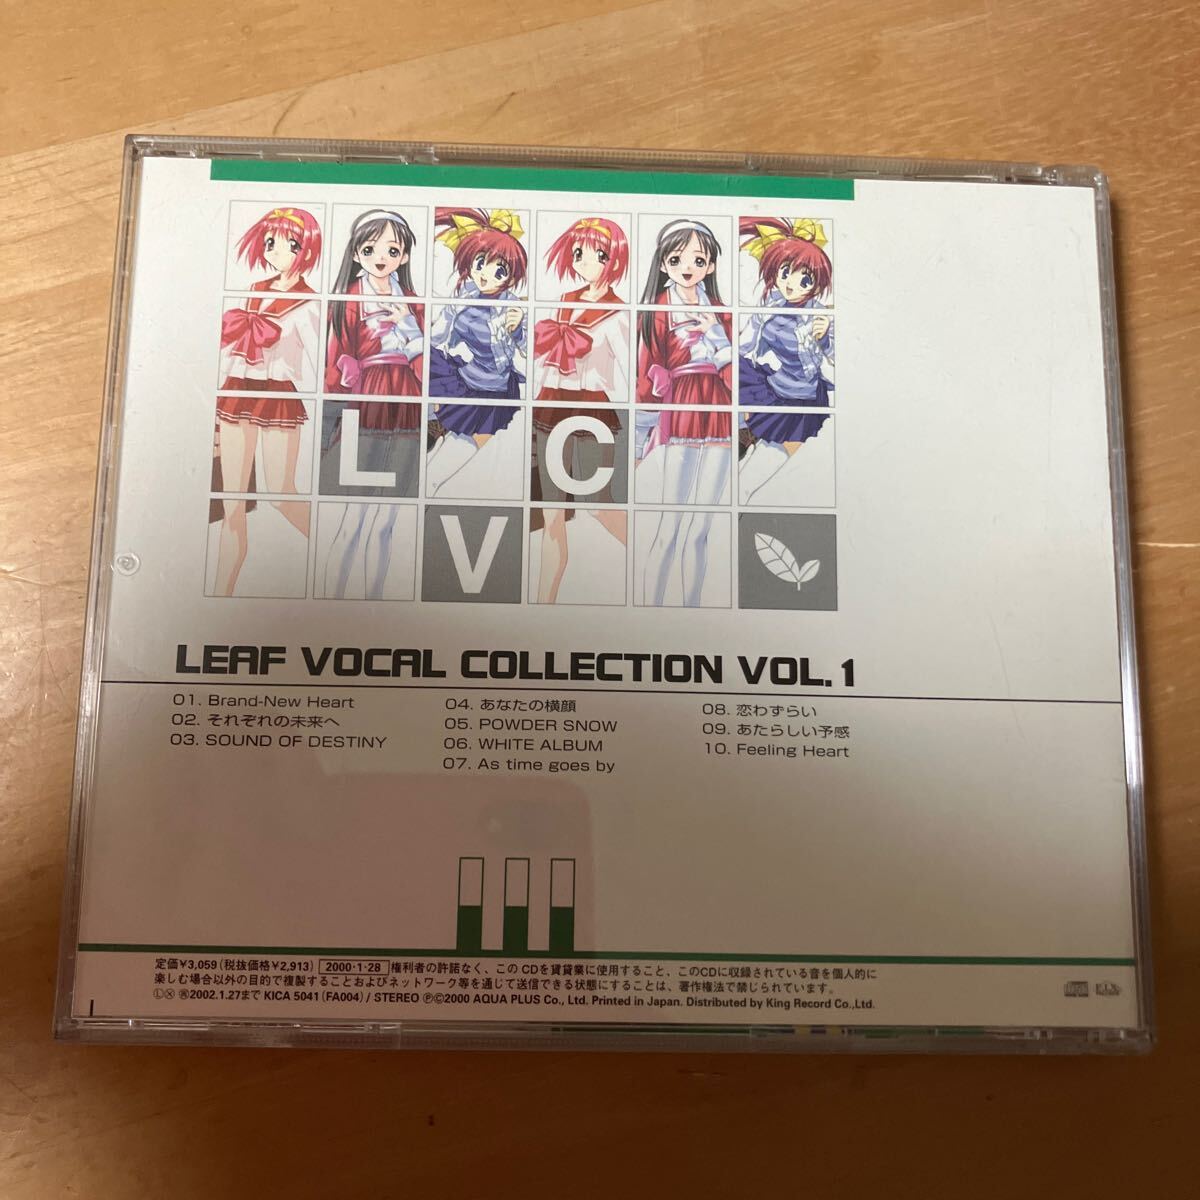 L C
V
LEAF VOCAL COLLECTION VOL.1
01. Brand-New Heart
02. それぞれの未来へ
03. SOUND OF DESTINY
04. あなたの横顔
05. POWDER SNOW
06. WHITE ALBUM
07. As time goes by
08. 恋わずらい
09. あたらしい予感
10. Feeling Heart
定価¥3,059(税抜価格¥2,913) 2000・1・28 権利者の許諾なく、このCDを賃貸業に使用すること、このCDに収録されている音を個人的に
楽しむ場合以外の目的で複製することおよびネットワーク等を通じて送信できる状態にすることは、著作権法で禁じられています。
Ⓛ Ⓧ ㊢2002.1.27まで KICA 5041 (FA004) / STEREO ℗©2000 AQUA PLUS Co., Ltd. Printed in Japan. Distributed by King Record Co.,Ltd.